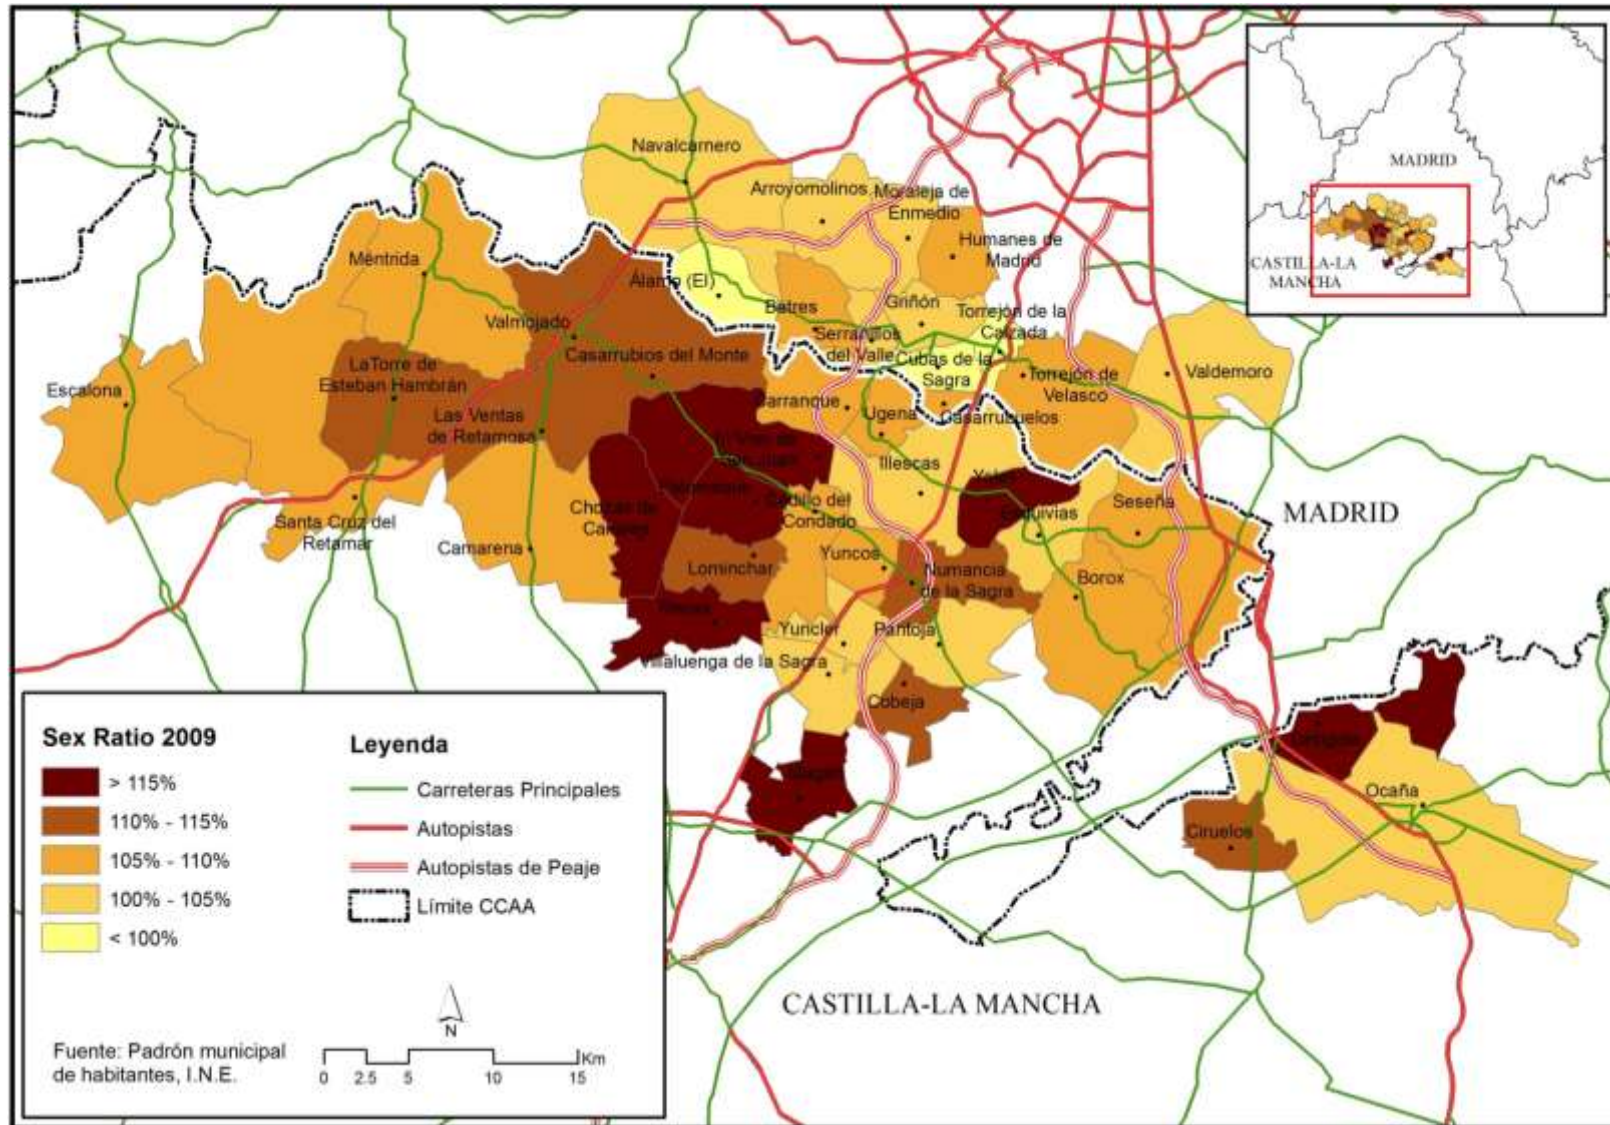 Navalcarnero
Arroyomolinos
Moraleja de
Enmedio
Humanes de
Madrid
MADRID
CASTILLA-LA
MANCHA
Méntrida
Álamo (El)
Batres
Griñón
Torrejón de la
Calzada
Valmojado
Serranillos
del Valle
Cubas de la
Sagra
Casarrubios del Monte
LaTorre de
Esteban Hambrán
Escalona
Torrejón de
Velasco
Valdemoro
Las Ventas
de Retamosa
Carranque
Ugena
Casarrubuelos
Illescas
Yeles
Esquivias
Seseña
MADRID
Cedillo del
Condado
Chozas de
Canales
Santa Cruz del
Retamar
Camarena
Lominchar
Yuncos
Numancia
de la Sagra
Borox
Yuncler
Pantoja
Villaluenga de la Sagra
Cobeja
Magán
Ocaña
Ciruelos
CASTILLA-LA MANCHA
Sex Ratio 2009
> 115%
110% - 115%
105% - 110%
100% - 105%
< 100%
Leyenda
Carreteras Principales
Autopistas
Autopistas de Peaje
Límite CCAA
Fuente: Padrón municipal
de habitantes, I.N.E.
N
0 2.5 5 10 15 Km